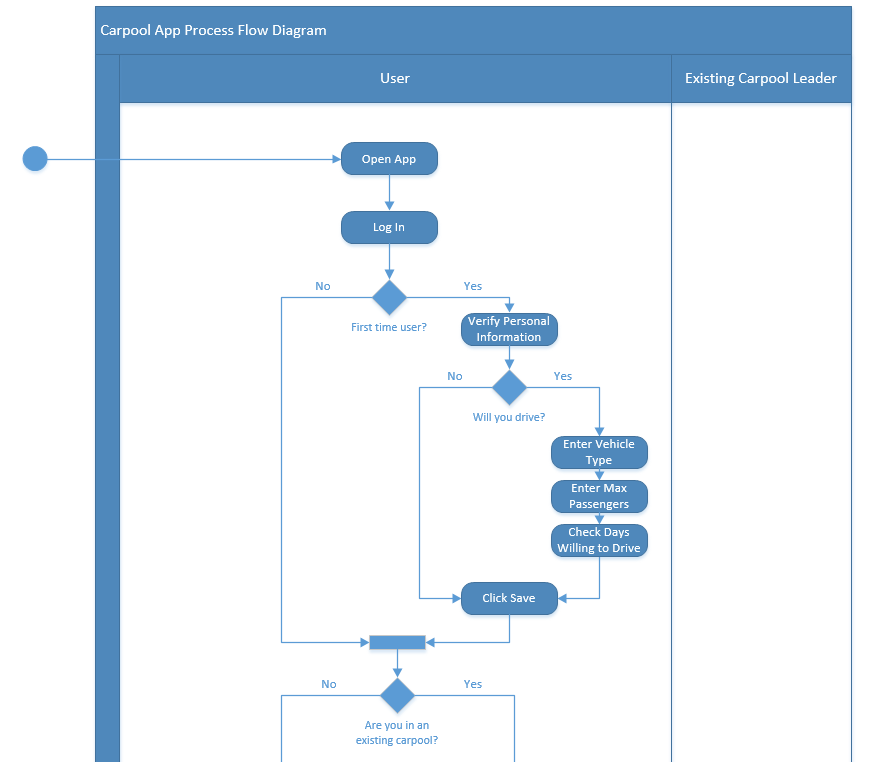 Carpool App Process Flow Diagram
User
Existing Carpool Leader
Open App
Log In
No
Yes
First time user?
Verify Personal
Information
No
Yes
Will you drive?
Enter Vehicle
Type
Enter Max
Passengers
Check Days
Willing to Drive
Click Save
No
Yes
Are you in an
existing carpool?